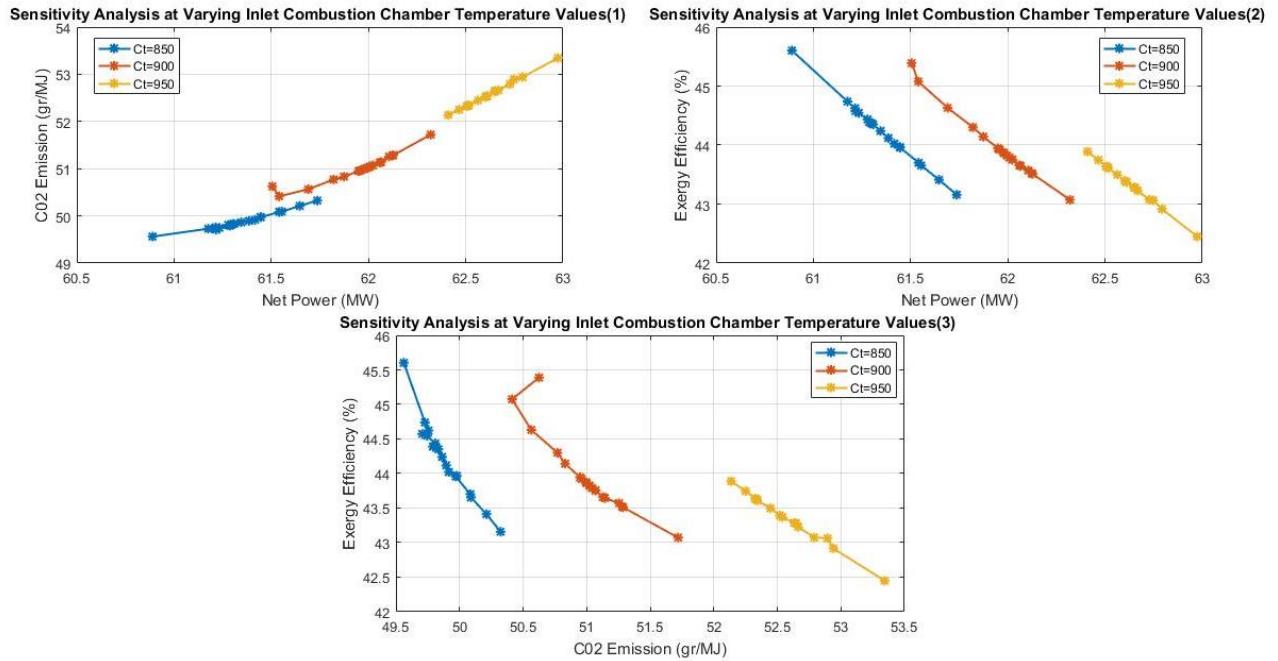 Sensitivity Analysis at Varying Inlet Combustion Chamber Temperature Values(1)
54
53
52
51
50
49
C02 Emission (gr/MJ)
Ct=850
Ct=900
Ct=950
60.5
61
61.5
62
62.5
63
Net Power (MW)
Sensitivity Analysis at Varying Inlet Combustion Chamber Temperature Values(2)
46
45
44
43
42
Exergy Efficiency (%)
Ct=850
Ct=900
Ct=950
60.5
61
61.5
62
62.5
63
Net Power (MW)
Sensitivity Analysis at Varying Inlet Combustion Chamber Temperature Values(3)
46
45.5
45
44.5
44
43.5
43
42.5
42
Exergy Efficiency (%)
Ct=850
Ct=900
Ct=950
49.5
50
50.5
51
51.5
52
52.5
53
53.5
C02 Emission (gr/MJ)